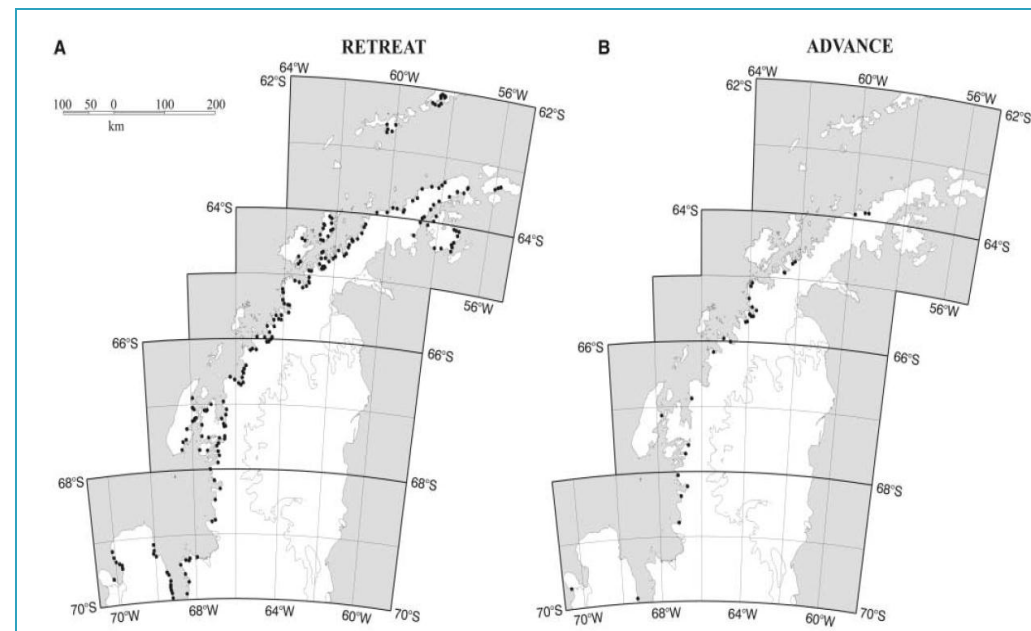 A RETREAT
B ADVANCE
64°W 60°W 56°W
62°S 62°S
100 50 0 100 200
km
64°S 64°S
56°W
66°S 66°S
68°S 68°S
70°S 70°W 68°W 64°W 60°W 70°S
64°W 60°W 56°W
62°S 62°S
64°S 64°S
56°W
66°S 66°S
68°S 68°S
70°S 70°W 68°W 64°W 60°W 70°S